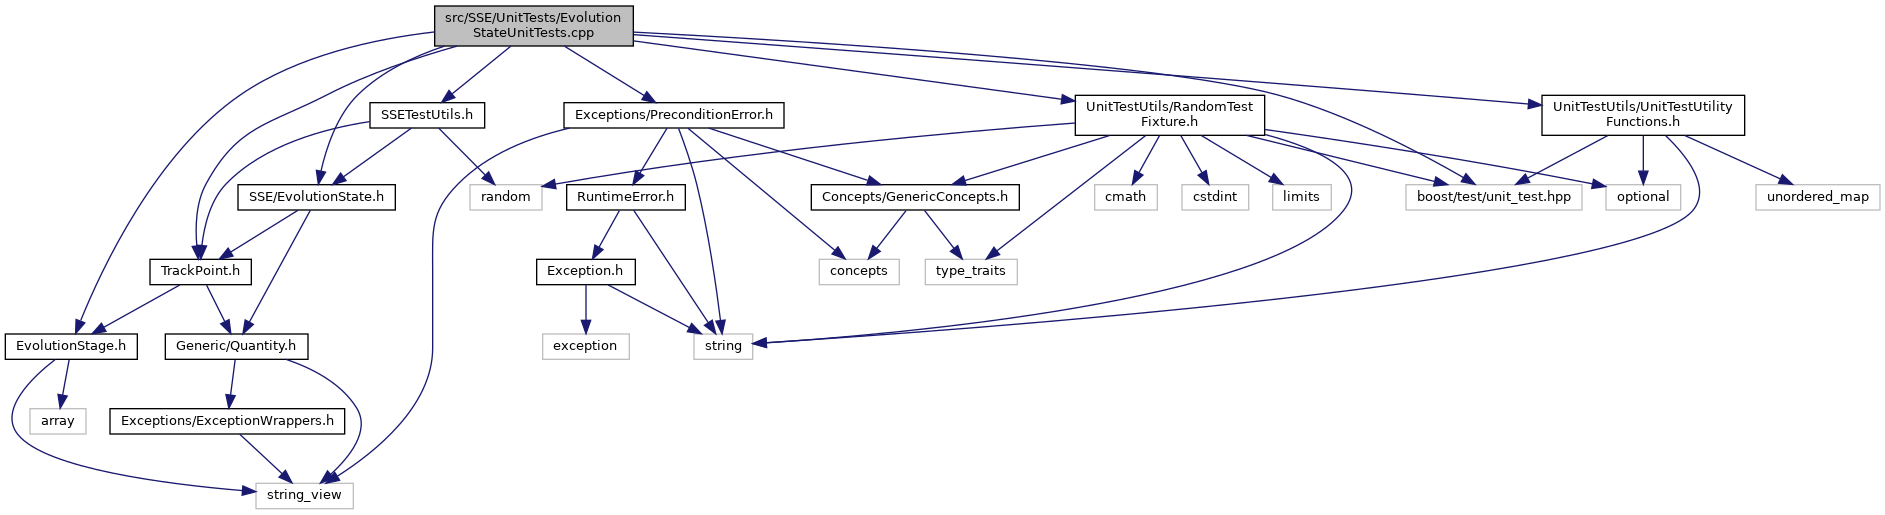 src/SSE/UnitTests/Evolution
StateUnitTests.cpp
SSETestUtils.h
Exceptions/PreconditionError.h
UnitTestUtils/RandomTest
Fixture.h
UnitTestUtils/UnitTestUtility
Functions.h
SSE/EvolutionState.h
random
RuntimeError.h
Concepts/GenericConcepts.h
cmath
cstdint
limits
boost/test/unit_test.hpp
optional
unordered_map
TrackPoint.h
Exception.h
concepts
type_traits
EvolutionStage.h
Generic/Quantity.h
exception
string
array
Exceptions/ExceptionWrappers.h
string_view